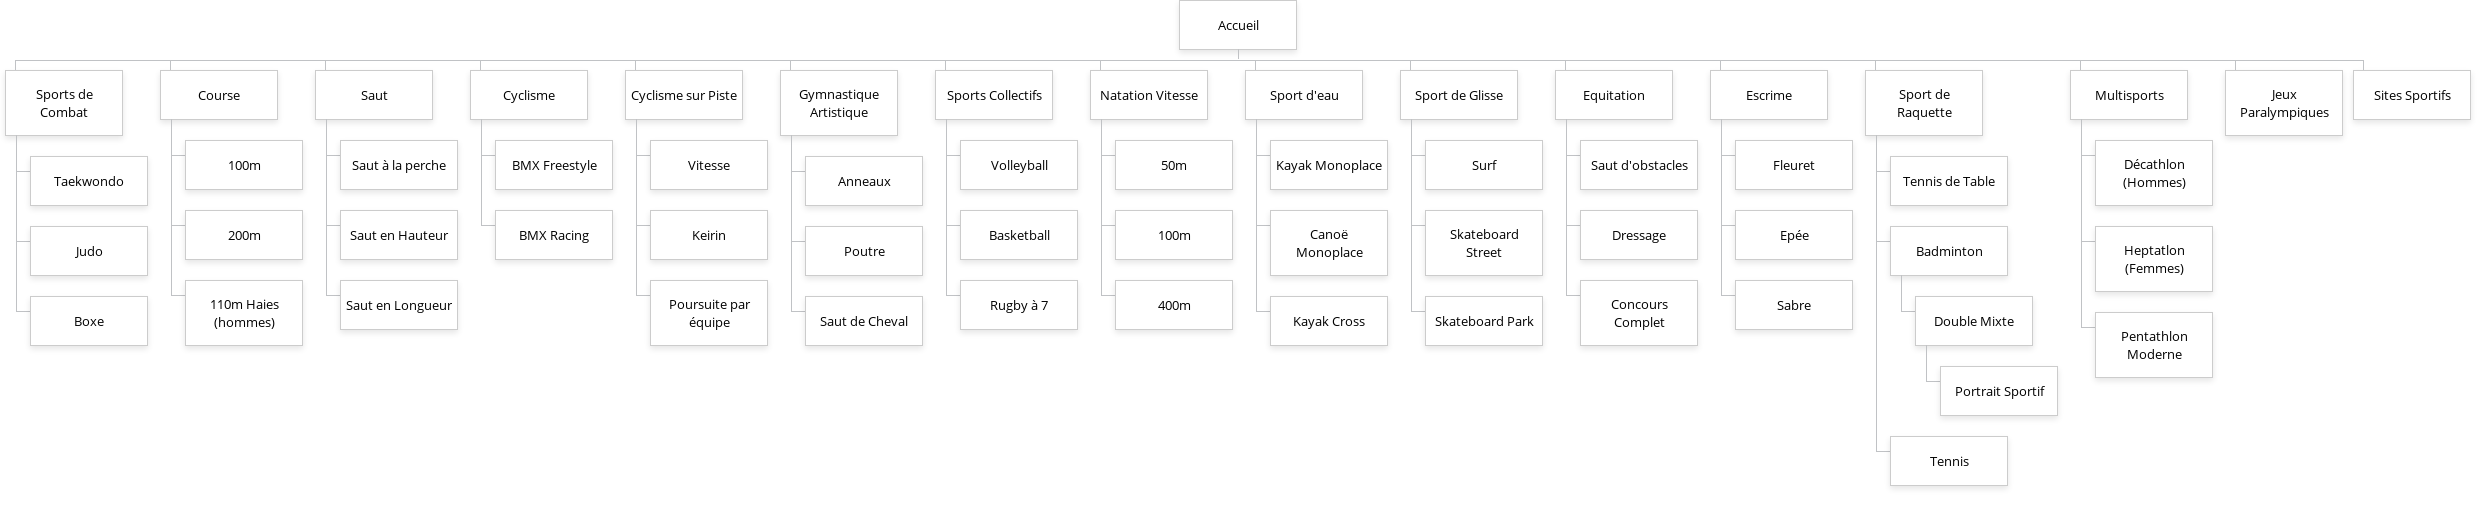 Accueil
Sports de
Combat
Taekwondo
Judo
Boxe
Course
100m
200m
110m Haies
(hommes)
Saut
Saut à la perche
Saut en Hauteur
Saut en Longueur
Cyclisme
BMX Freestyle
BMX Racing
Cyclisme sur Piste
Vitesse
Keirin
Poursuite par
équipe
Gymnastique
Artistique
Anneaux
Poutre
Saut de Cheval
Sports Collectifs
Volleyball
Basketball
Rugby à 7
Natation Vitesse
50m
100m
400m
Sport d'eau
Kayak Monoplace
Canoë
Monoplace
Kayak Cross
Sport de Glisse
Surf
Skateboard
Street
Skateboard Park
Equitation
Saut d'obstacles
Dressage
Concours
Complet
Escrime
Fleuret
Epée
Sabre
Sport de
Raquette
Tennis de Table
Badminton
Double Mixte
Portrait Sportif
Tennis
Multisports
Décathlon
(Hommes)
Heptatlon
(Femmes)
Pentathlon
Moderne
Jeux
Paralympiques
Sites Sportifs